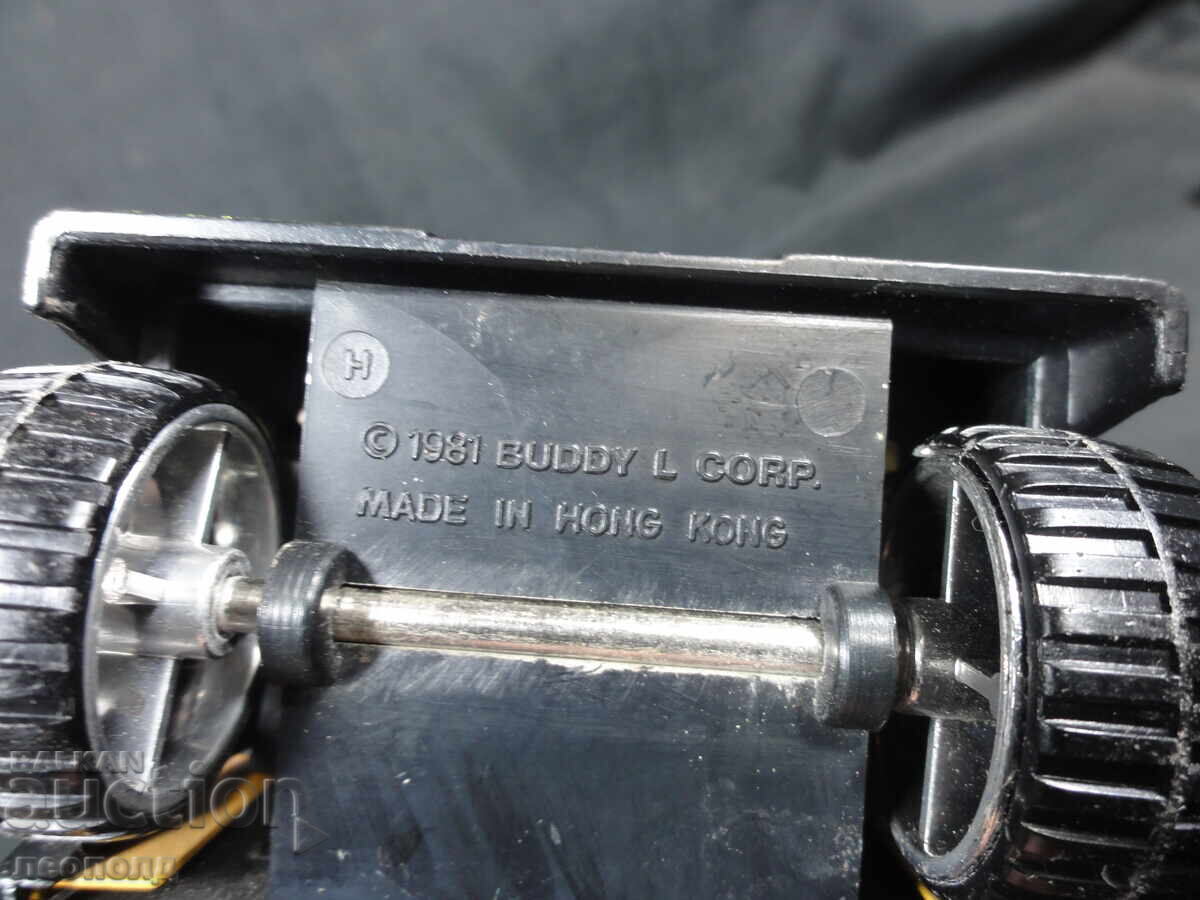 H
© 1981 BUDDY L CORP.
MADE IN HONG KONG
BALKAN
auction
леополд